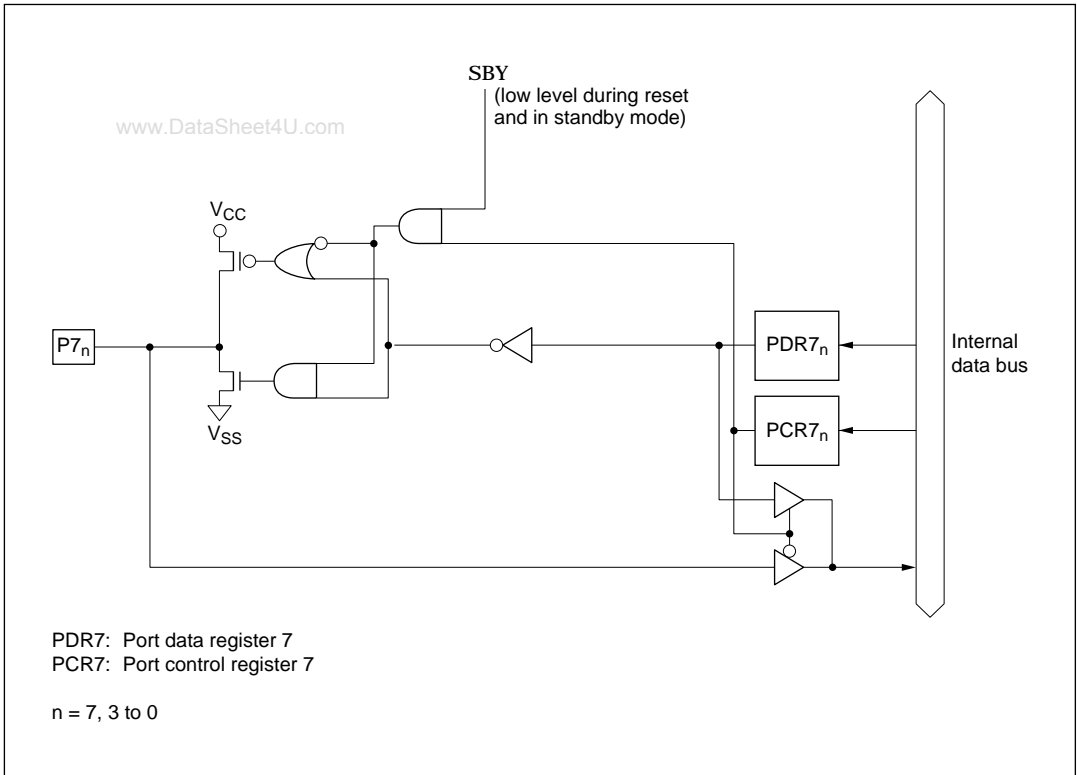 SBY
(low level during reset
and in standby mode)
www.DataSheet4U.com
VCC
P7n
PDR7n
Internal
data bus
PCR7n
VSS
PDR7: Port data register 7
PCR7: Port control register 7
n = 7, 3 to 0